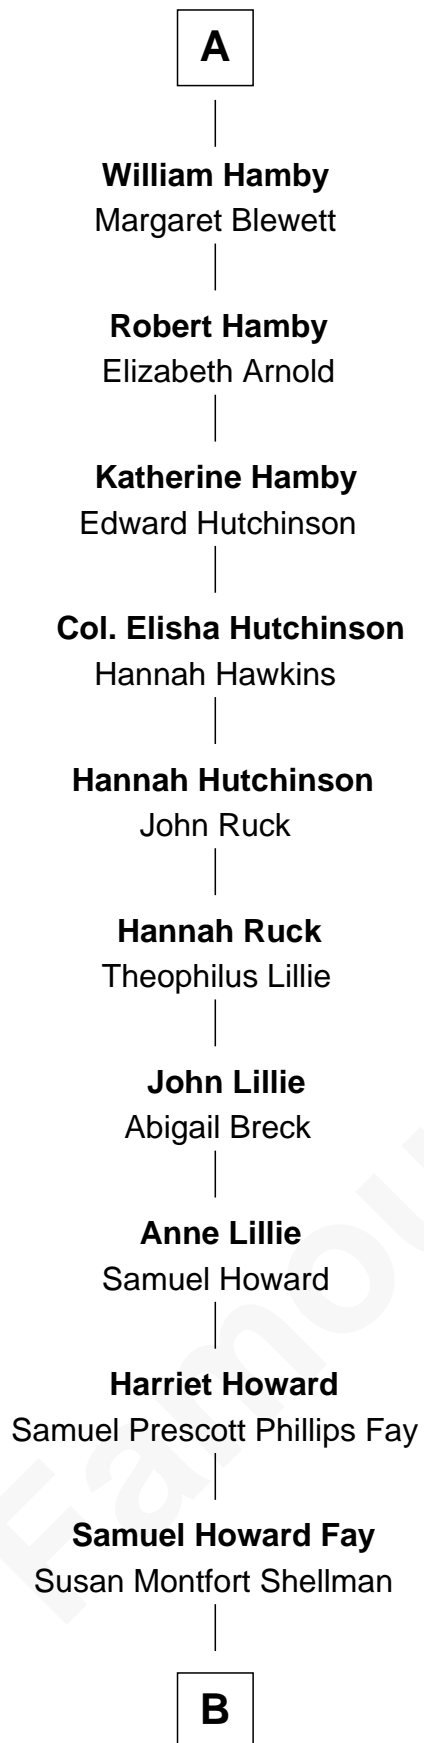 A
William Hamby
Margaret Blewett
Robert Hamby
Elizabeth Arnold
Katherine Hamby
Edward Hutchinson
Col. Elisha Hutchinson
Hannah Hawkins
Hannah Hutchinson
John Ruck
Hannah Ruck
Theophilus Lillie
John Lillie
Abigail Breck
Anne Lillie
Samuel Howard
Harriet Howard
Samuel Prescott Phillips Fay
Samuel Howard Fay
Susan Montfort Shellman
B